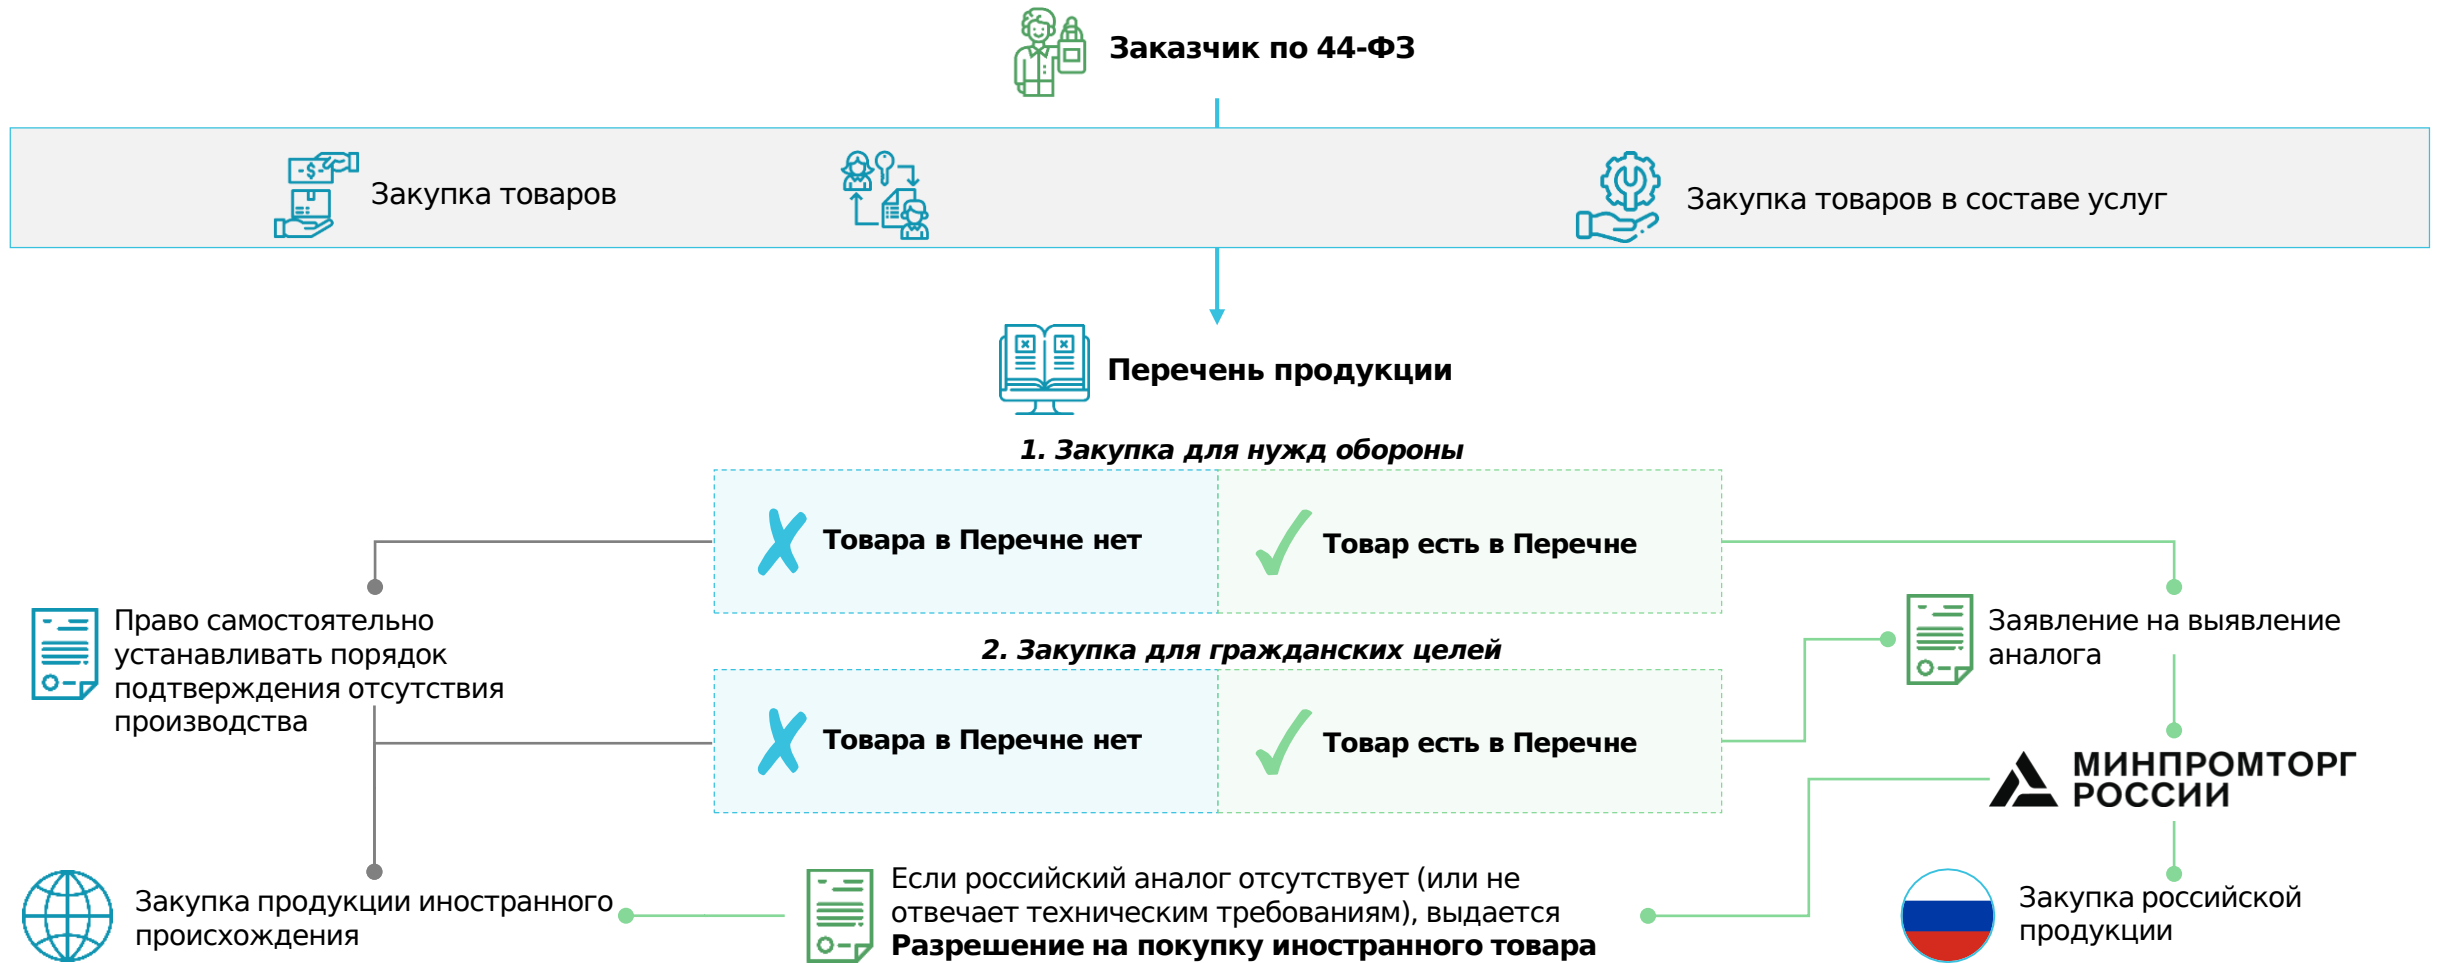 Заказчик по 44-ФЗ
Закупка товаров
Закупка товаров в составе услуг
Перечень продукции
1. Закупка для нужд обороны
Товара в Перечне нет
Товар есть в Перечне
Право самостоятельно
устанавливать порядок
подтверждения отсутствия
производства
Заявление на выявление
аналога
2. Закупка для гражданских целей
Товара в Перечне нет
Товар есть в Перечне
МИНПРОМТОРГ
РОССИИ
Закупка продукции иностранного
происхождения
Если российский аналог отсутствует (или не
отвечает техническим требованиям), выдается
Разрешение на покупку иностранного товара
Закупка российской
продукции